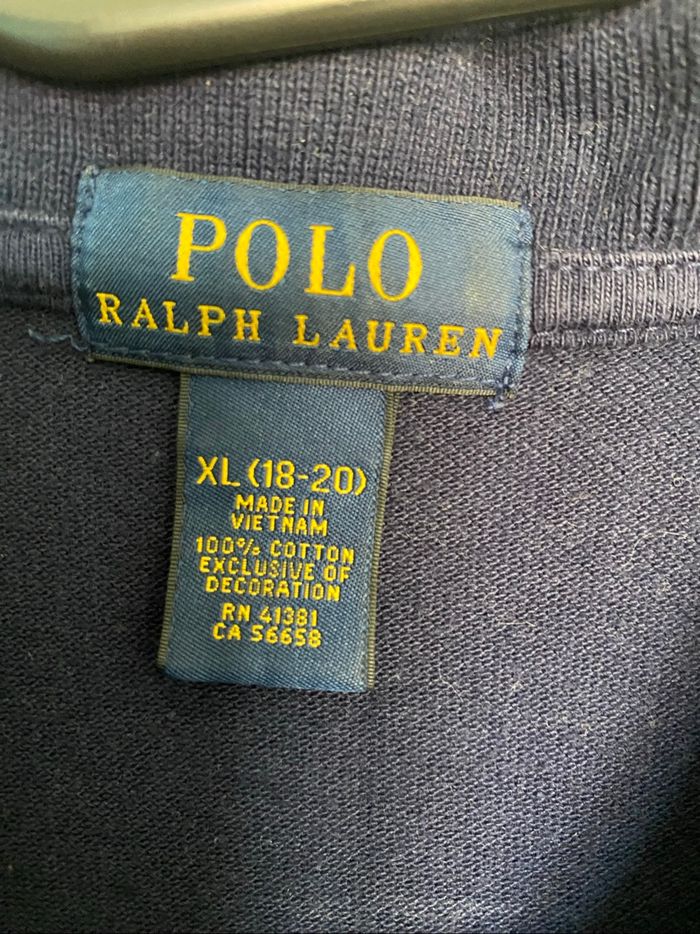 POLO
RALPH LAUREN
XL (18-20)
MADE IN
VIETNAM
100% COTTON
EXCLUSIVE OF
DECORATION
RN 41381
CA 56658